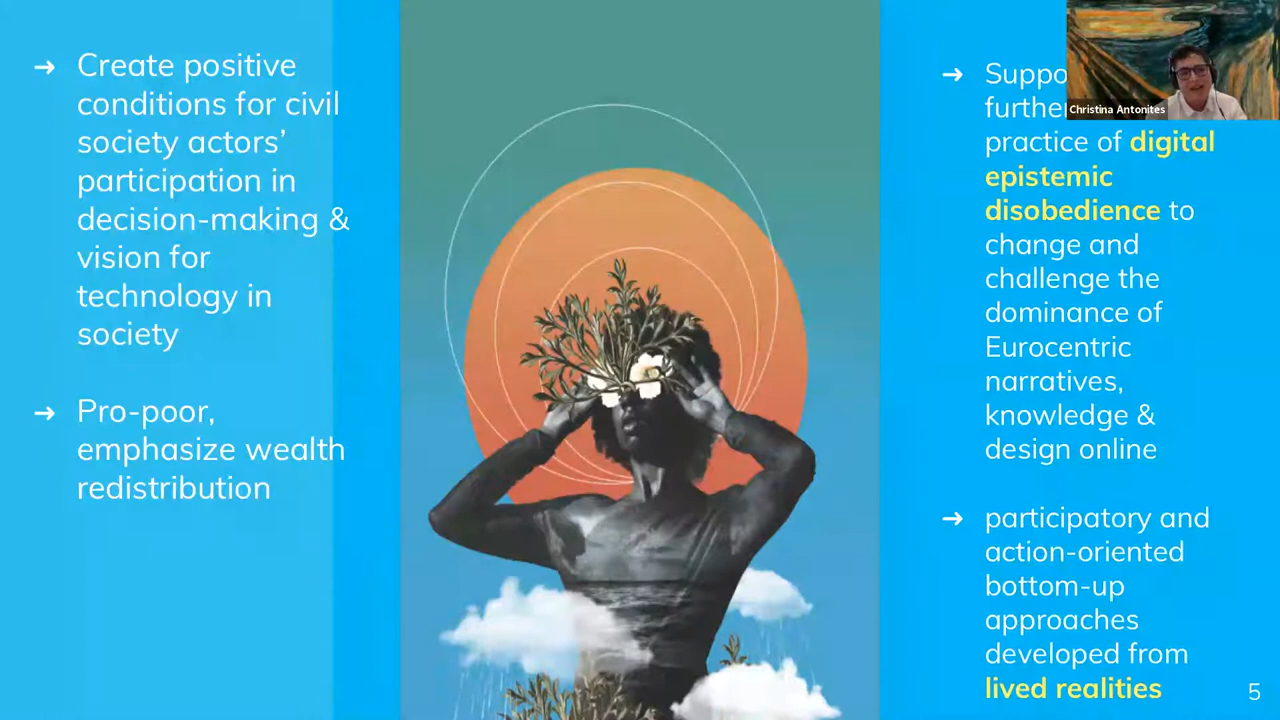 ➔ Create positive
conditions for civil
society actors’
participation in
decision-making &
vision for
technology in
society
➔ Pro-poor,
emphasize wealth
redistribution
Christina Antonites
➔
practice of digital
epistemic
disobedience to
change and
challenge the
dominance of
Eurocentric
narratives,
knowledge &
design online
➔ participatory and
action-oriented
bottom-up
approaches
developed from
lived realities
5